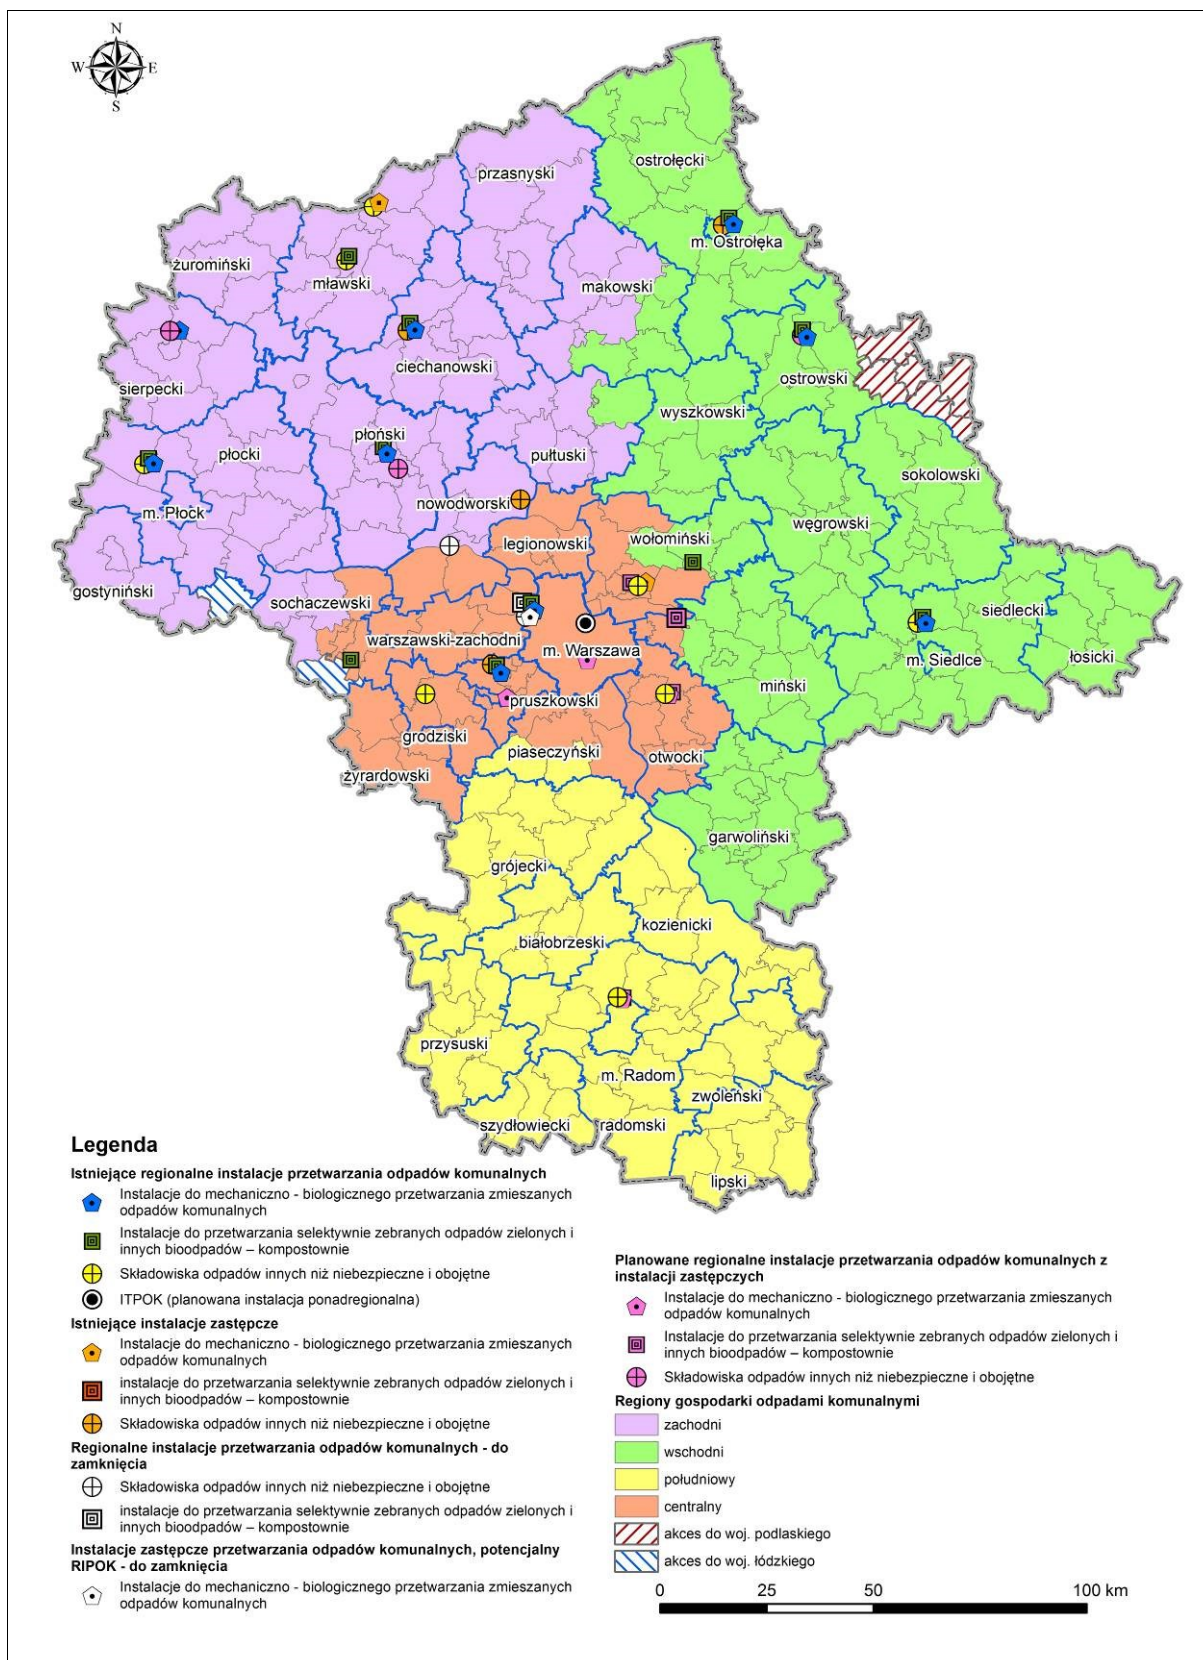 N
W E
S
ostrołęcki
przasnyski
m. Ostrołęka
żuromiński
mławski
makowski
ciechanowski
ostrowski
sierpecki
wyszkowski
płoński
płocki
pułtuski
sokolowski
nowodworski
m. Płock
węgrowski
legionowski
wołomiński
gostyniński
sochaczewski
siedlecki
warszawski-zachodni
m. Warszawa
m. Siedlce
łosicki
miński
pruszkowski
grodziski
piaseczyński
otwocki
żyrardowski
garwoliński
grójecki
kozienicki
białobrzeski
przysuski
m. Radom
zwoleński
szydłowiecki
radomski
lipski
Legenda
Istniejące regionalne instalacje przetwarzania odpadów komunalnych
Instalacje do mechaniczno - biologicznego przetwarzania zmieszanych
odpadów komunalnych
Instalacje do przetwarzania selektywnie zebranych odpadów zielonych i
innych bioodpadów – kompostownie
Składowiska odpadów innych niż niebezpieczne i obojętne
ITPOK (planowana instalacja ponadregionalna)
Istniejące instalacje zastępcze
Instalacje do mechaniczno - biologicznego przetwarzania zmieszanych
odpadów komunalnych
instalacje do przetwarzania selektywnie zebranych odpadów zielonych i
innych bioodpadów – kompostownie
Składowiska odpadów innych niż niebezpieczne i obojętne
Regionalne instalacje przetwarzania odpadów komunalnych - do
zamknięcia
Składowiska odpadów innych niż niebezpieczne i obojętne
instalacje do przetwarzania selektywnie zebranych odpadów zielonych i
innych bioodpadów – kompostownie
Instalacje zastępcze przetwarzania odpadów komunalnych, potencjalny
RIPOK - do zamknięcia
Instalacje do mechaniczno - biologicznego przetwarzania zmieszanych
odpadów komunalnych
Planowane regionalne instalacje przetwarzania odpadów komunalnych z
instalacji zastępczych
Instalacje do mechaniczno - biologicznego przetwarzania zmieszanych
odpadów komunalnych
Instalacje do przetwarzania selektywnie zebranych odpadów zielonych i
innych bioodpadów – kompostownie
Składowiska odpadów innych niż niebezpieczne i obojętne
Regiony gospodarki odpadami komunalnymi
zachodni
wschodni
południowy
centralny
akces do woj. podlaskiego
akces do woj. łódzkiego
0 25 50 100 km